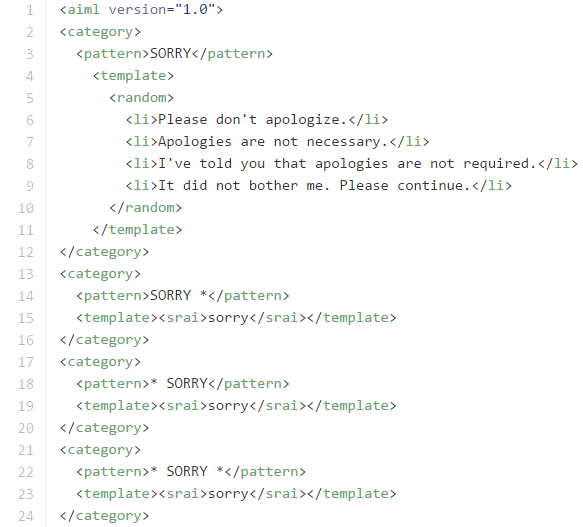 1 <aiml version="1.0">
2 <category>
3 <pattern>SORRY</pattern>
4 <template>
5 <random>
6 <li>Please don't apologize.</li>
7 <li>Apologies are not necessary.</li>
8 <li>I've told you that apologies are not required.</li>
9 <li>It did not bother me. Please continue.</li>
10 </random>
11 </template>
12 </category>
13 <category>
14 <pattern>SORRY *</pattern>
15 <template><srai>sorry</srai></template>
16 </category>
17 <category>
18 <pattern>* SORRY</pattern>
19 <template><srai>sorry</srai></template>
20 </category>
21 <category>
22 <pattern>* SORRY *</pattern>
23 <template><srai>sorry</srai></template>
24 </category>